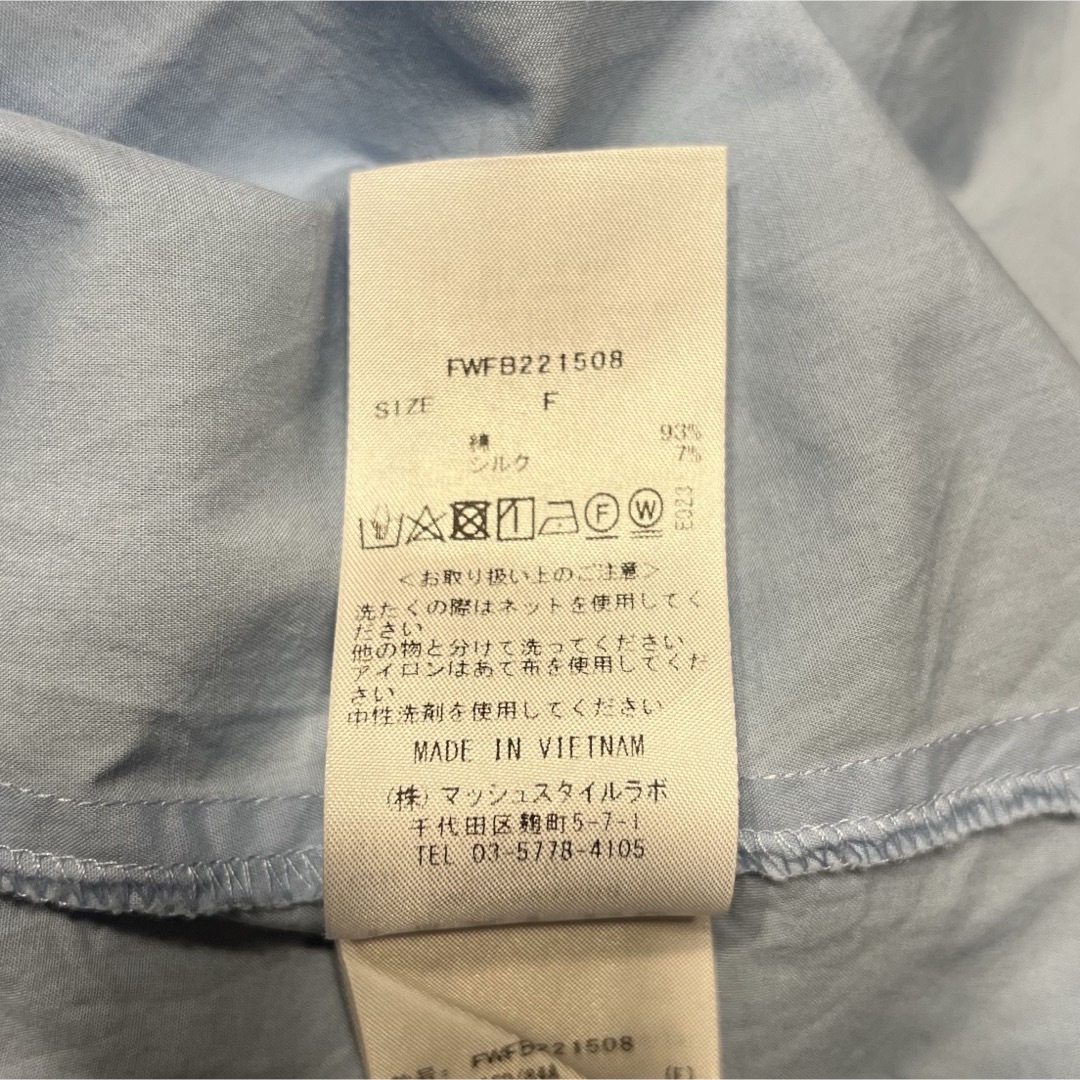 FWFB221508
SIZE F
綿 93%
シルク 7%
F W E023
＜お取り扱い上のご注意＞
洗たくの際はネットを使用してく
ださい
他の物と分けて洗ってください
アイロンはあて布を使用してくだ
さい
中性洗剤を使用してください
MADE IN VIETNAM
(株)マッシュスタイルラボ
千代田区麹町5-7-1
TEL 03-5778-4105
FWFB221508
(F)